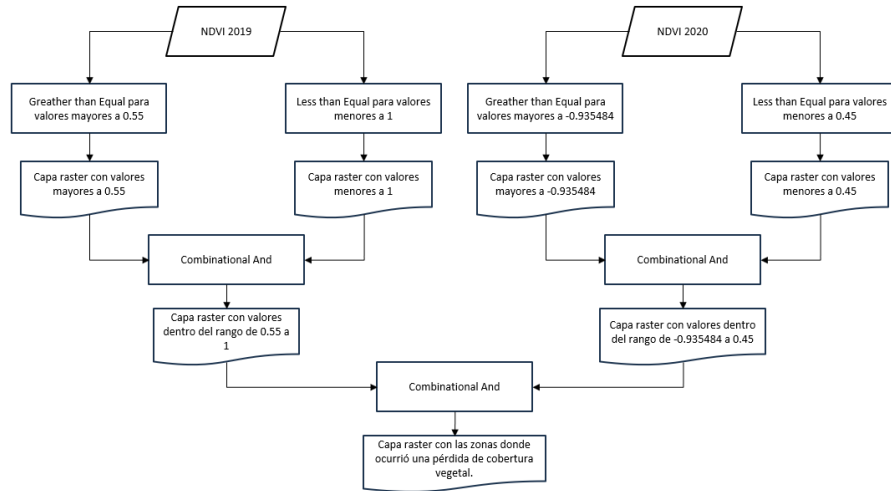 NDVI 2019
NDVI 2020
Greather than Equal para
valores mayores a 0.55
Less than Equal para valores
menores a 1
Greather than Equal para
valores mayores a -0.935484
Less than Equal para valores
menores a 0.45
Capa raster con valores
mayores a 0.55
Capa raster con valores
menores a 1
Capa raster con valores
mayores a -0.935484
Capa raster con valores
menores a 0.45
Combinational And
Combinational And
Capa raster con valores
dentro del rango de 0.55 a
1
Capa raster con valores dentro
del rango de -0.935484 a 0.45
Combinational And
Capa raster con las zonas donde
ocurrió una pérdida de cobertura
vegetal.